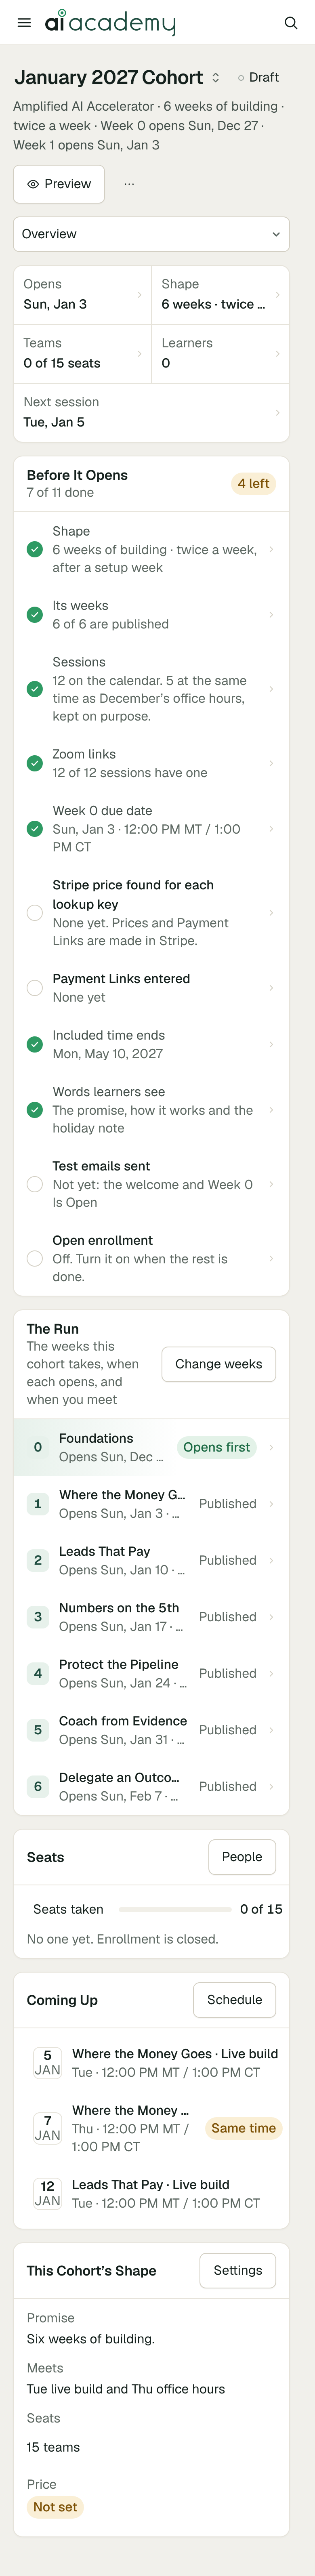 ai academy
January 2027 Cohort
Draft
Amplified AI Accelerator · 6 weeks of building ·
twice a week · Week 0 opens Sun, Dec 27 ·
Week 1 opens Sun, Jan 3
Preview
...
Overview
Opens
Sun, Jan 3
Shape
6 weeks · twice ...
Teams
0 of 15 seats
Learners
0
Next session
Tue, Jan 5
Before It Opens
7 of 11 done
4 left
Shape
6 weeks of building · twice a week,
after a setup week
Its weeks
6 of 6 are published
Sessions
12 on the calendar. 5 at the same
time as December's office hours,
kept on purpose.
Zoom links
12 of 12 sessions have one
Week 0 due date
Sun, Jan 3 · 12:00 PM MT / 1:00
PM CT
Stripe price found for each
lookup key
None yet. Prices and Payment
Links are made in Stripe.
Payment Links entered
None yet
Included time ends
Mon, May 10, 2027
Words learners see
The promise, how it works and the
holiday note
Test emails sent
Not yet: the welcome and Week 0
Is Open
Open enrollment
Off. Turn it on when the rest is
done.
The Run
The weeks this
cohort takes, when
each opens, and
when you meet
Change weeks
0
Foundations
Opens Sun, Dec ...
Opens first
1
Where the Money G...
Opens Sun, Jan 3 · ...
Published
2
Leads That Pay
Opens Sun, Jan 10 · ...
Published
3
Numbers on the 5th
Opens Sun, Jan 17 · ...
Published
4
Protect the Pipeline
Opens Sun, Jan 24 · ...
Published
5
Coach from Evidence
Opens Sun, Jan 31 · ...
Published
6
Delegate an Outco...
Opens Sun, Feb 7 · ...
Published
Seats
People
Seats taken
0 of 15
No one yet. Enrollment is closed.
Coming Up
Schedule
5
JAN
Where the Money Goes · Live build
Tue · 12:00 PM MT / 1:00 PM CT
7
JAN
Where the Money ...
Thu · 12:00 PM MT /
1:00 PM CT
Same time
12
JAN
Leads That Pay · Live build
Tue · 12:00 PM MT / 1:00 PM CT
This Cohort's Shape
Settings
Promise
Six weeks of building.
Meets
Tue live build and Thu office hours
Seats
15 teams
Price
Not set